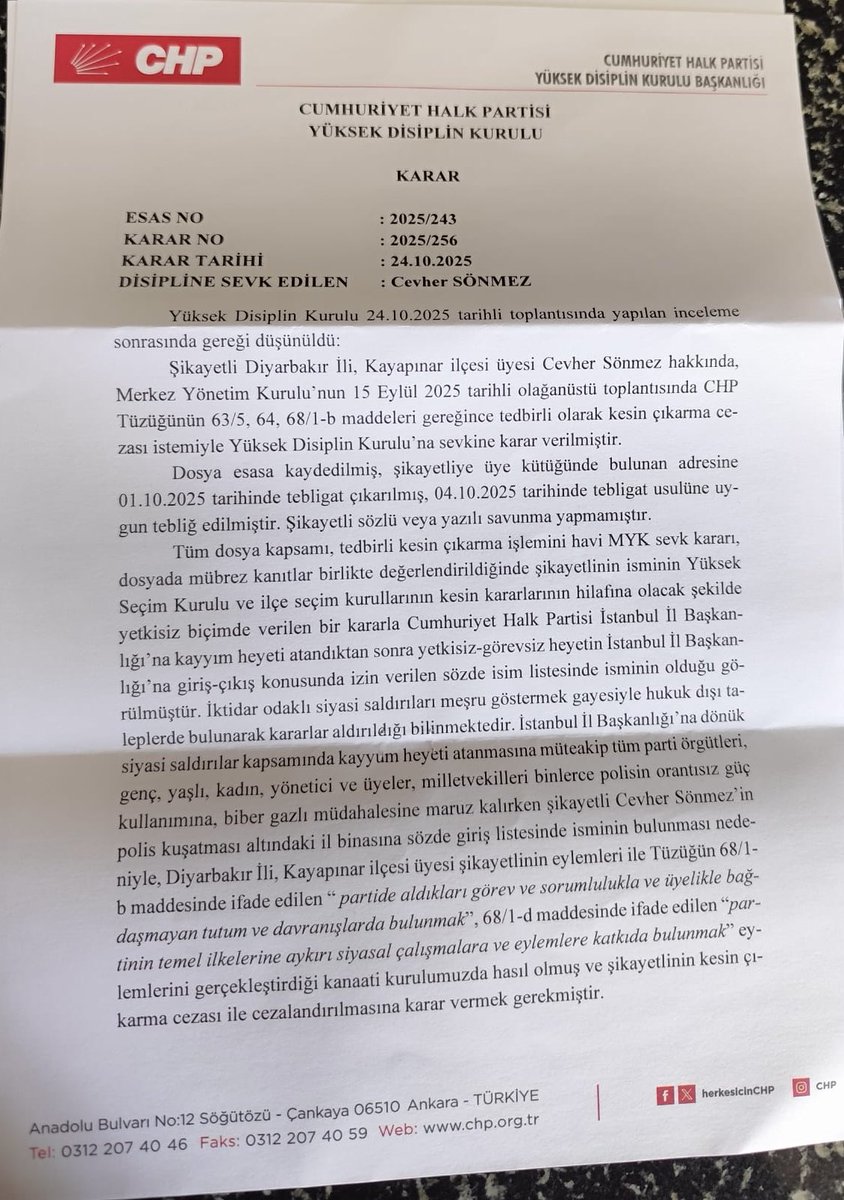 CHP
CUMHURİYET HALK PARTİSİ
YÜKSEK DİSİPLİN KURULU BAŞKANLIĞI
CUMHURİYET HALK PARTİSİ
YÜKSEK DİSİPLİN KURULU
KARAR
ESAS NO : 2025/243
KARAR NO : 2025/256
KARAR TARİHİ : 24.10.2025
DİSİPLİNE SEVK EDİLEN : Cevher SÖNMEZ
Yüksek Disiplin Kurulu 24.10.2025 tarihli toplantısında yapılan inceleme
sonrasında gereği düşünüldü:
Şikayetli Diyarbakır İli, Kayapınar ilçesi üyesi Cevher Sönmez hakkında,
Merkez Yönetim Kurulu’nun 15 Eylül 2025 tarihli olağanüstü toplantısında CHP
Tüzüğünün 63/5, 64, 68/1-b maddeleri gereğince tedbirli olarak kesin çıkarma ce-
zası istemiyle Yüksek Disiplin Kurulu’na sevkine karar verilmiştir.
Dosya esasa kaydedilmiş, şikayetliye üye kütüğünde bulunan adresine
01.10.2025 tarihinde tebligat çıkarılmış, 04.10.2025 tarihinde tebligat usulüne uy-
gun tebliğ edilmiştir. Şikayetli sözlü veya yazılı savunma yapmamıştır.
Tüm dosya kapsamı, tedbirli kesin çıkarma işlemini havi MYK sevk kararı,
dosyada mübrez kanıtlar birlikte değerlendirildiğinde şikayetlinin isminin Yüksek
Seçim Kurulu ve ilçe seçim kurullarının kesin kararlarının hilafına olacak şekilde
yetkisiz biçimde verilen bir kararla Cumhuriyet Halk Partisi İstanbul İl Başkan-
lığı’na kayyım heyeti atandıktan sonra yetkisiz-görevsiz heyetin İstanbul İl Başkan-
lığı’na giriş-çıkış konusunda izin verilen sözde isim listesinde isminin olduğu gö-
rülmüştür. İktidar odaklı siyasi saldırıları meşru göstermek gayesiyle hukuk dışı ta-
leplerde bulunarak kararlar aldırıldığı bilinmektedir. İstanbul İl Başkanlığı’na dönük
siyasi saldırılar kapsamında kayyum heyeti atanmasına müteakip tüm parti örgütleri,
genç, yaşlı, kadın, yönetici ve üyeler, milletvekilleri binlerce polisin orantısız güç
kullanımına, biber gazlı müdahalesine maruz kalırken şikayetli Cevher Sönmez’in
polis kuşatması altındaki il binasına sözde giriş listesinde isminin bulunması nede-
niyle, Diyarbakır İli, Kayapınar ilçesi üyesi şikayetlinin eylemleri ile Tüzüğün 68/1-
b maddesinde ifade edilen “ partide aldıkları görev ve sorumlulukla ve üyelikle bağ-
daşmayan tutum ve davranışlarda bulunmak”, 68/1-d maddesinde ifade edilen “par-
tinin temel ilkelerine aykırı siyasal çalışmalara ve eylemlere katkıda bulunmak” ey-
lemlerini gerçekleştirdiği kanaati kurulumuzda hasıl olmuş ve şikayetlinin kesin çı-
karma cezası ile cezalandırılmasına karar vermek gerekmiştir.
Anadolu Bulvarı No:12 Söğütözü - Çankaya 06510 Ankara - TÜRKİYE
Tel: 0312 207 40 46 Faks: 0312 207 40 59 Web: www.chp.org.tr
herkesicinCHP CHP